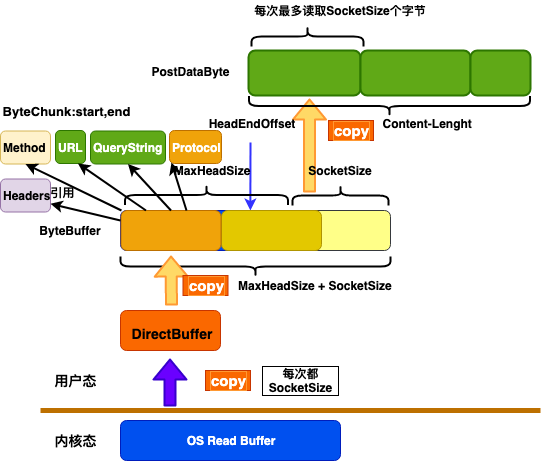 每次最多读取SocketSize个字节
PostDataByte
ByteChunk:start,end
HeadEndOffset
copy
Content-Lenght
Method
URL
QueryString
Protocol
MaxHeadSize
SocketSize
Headers
引用
ByteBuffer
copy
MaxHeadSize + SocketSize
DirectBuffer
用户态
copy
每次都
SocketSize
内核态
OS Read Buffer